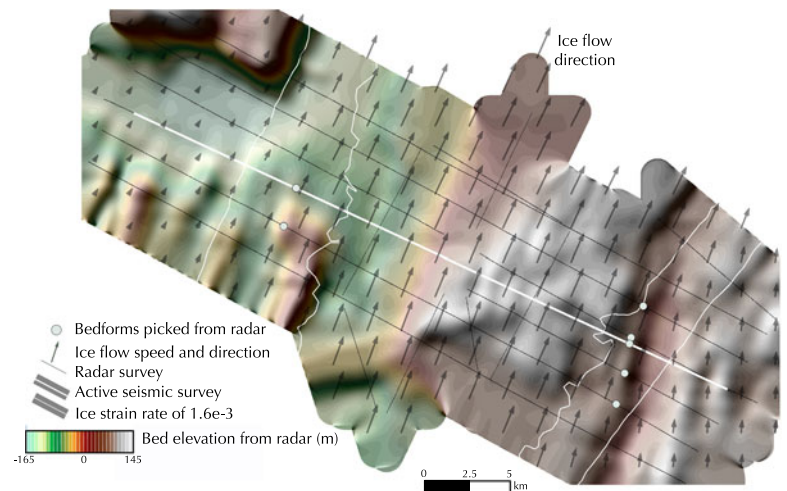 Ice flow
direction
Bedforms picked from radar
Ice flow speed and direction
Radar survey
Active seismic survey
Ice strain rate of 1.6e-3
Bed elevation from radar (m)
-165 0 145
0 2.5 5
km